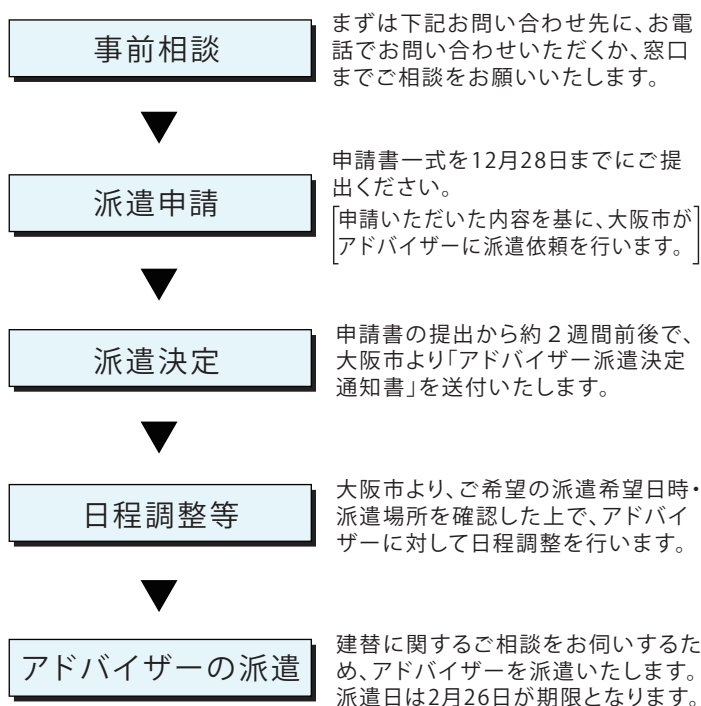 事前相談
まずは下記お問い合わせ先に、お電
話でお問い合わせいただくか、窓口
までご相談をお願いいたします。
派遣申請
申請書一式を12月28日までにご提
出ください。
[申請いただいた内容を基に、大阪市が
アドバイザーに派遣依頼を行います。]
派遣決定
申請書の提出から約2週間前後で、
大阪市より「アドバイザー派遣決定
通知書」を送付いたします。
日程調整等
大阪市より、ご希望の派遣希望日時・
派遣場所を確認した上で、アドバイ
ザーに対して日程調整を行います。
アドバイザーの派遣
建替に関するご相談をお伺いするた
め、アドバイザーを派遣いたします。
派遣日は2月26日が期限となります。